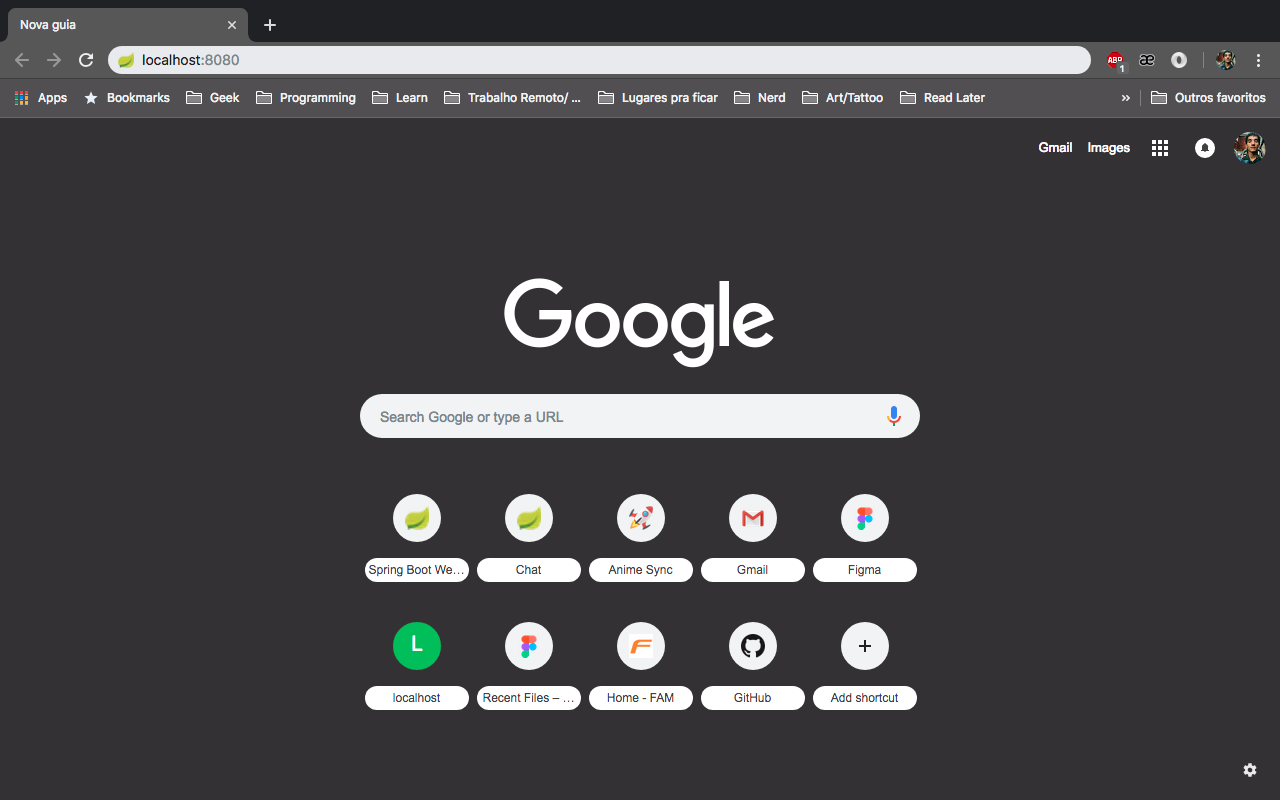 Nova guia
localhost:8080
ABP 1 æ
Apps Bookmarks Geek Programming Learn Trabalho Remoto/ ... Lugares pra ficar Nerd Art/Tattoo Read Later » Outros favoritos
Gmail Images
Google
Search Google or type a URL
Spring Boot We... Chat Anime Sync Gmail Figma
L
localhost Recent Files – ... Home - FAM GitHub Add shortcut